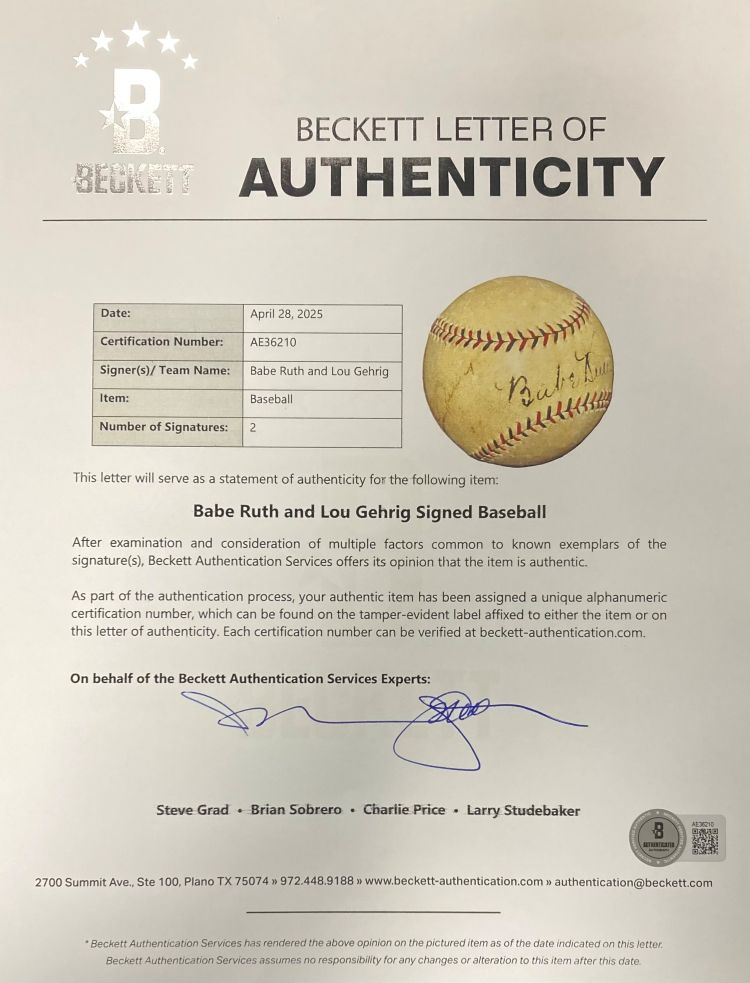 B.
BECKETT
BECKETT LETTER OF
AUTHENTICITY
Date: April 28, 2025
Certification Number: AE36210
Signer(s)/ Team Name: Babe Ruth and Lou Gehrig
Item: Baseball
Number of Signatures: 2
Babe Ru
This letter will serve as a statement of authenticity for the following item:
Babe Ruth and Lou Gehrig Signed Baseball
After examination and consideration of multiple factors common to known exemplars of the
signature(s), Beckett Authentication Services offers its opinion that the item is authentic.
As part of the authentication process, your authentic item has been assigned a unique alphanumeric
certification number, which can be found on the tamper-evident label affixed to either the item or on
this letter of authenticity. Each certification number can be verified at beckett-authentication.com.
On behalf of the Beckett Authentication Services Experts:
Steve Grad • Brian Sobrero • Charlie Price • Larry Studebaker
B
AUTHENTICATED
AE36210
2700 Summit Ave., Ste 100, Plano TX 75074 » 972.448.9188 » www.beckett-authentication.com » authentication@beckett.com
* Beckett Authentication Services has rendered the above opinion on the pictured item as of the date indicated on this letter.
Beckett Authentication Services assumes no responsibility for any changes or alteration to this item after this date.